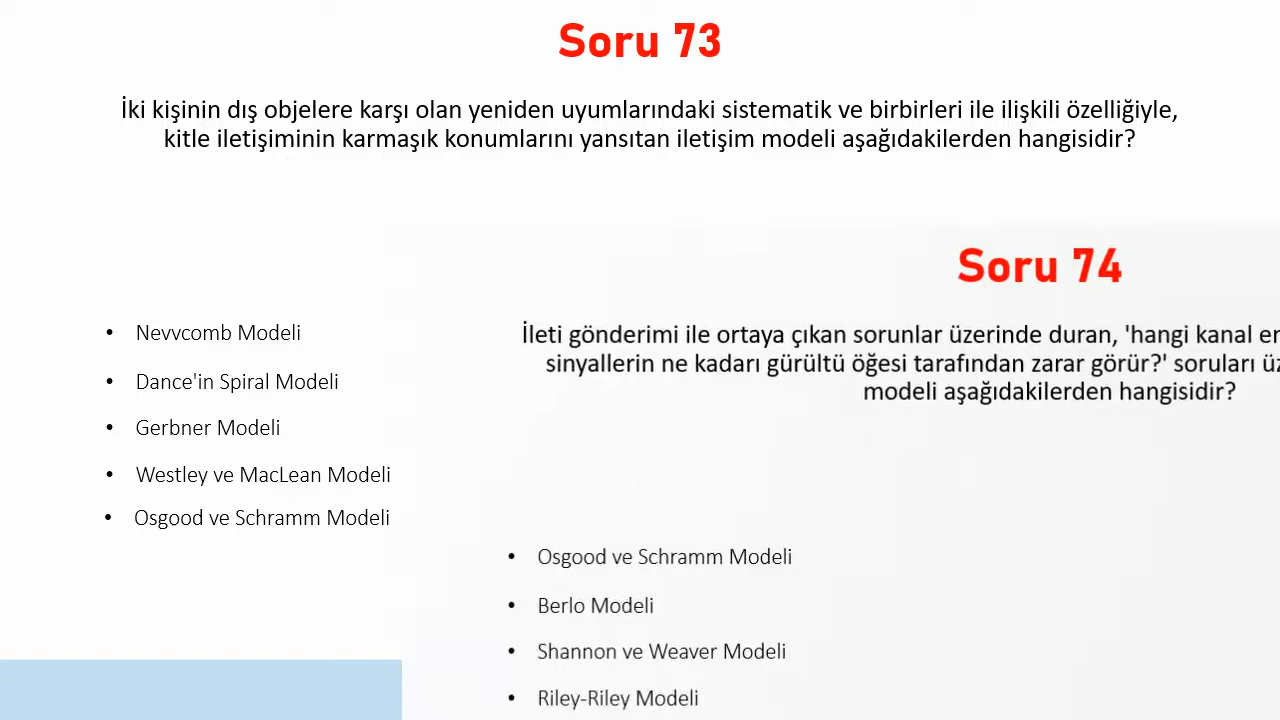 Soru 73
İki kişinin dış objelere karşı olan yeniden uyumlarındaki sistematik ve birbirleri ile ilişkili özelliğiyle,
kitle iletişiminin karmaşık konumlarını yansıtan iletişim modeli aşağıdakilerden hangisidir?
• Nevvcomb Modeli
• Dance'in Spiral Modeli
• Gerbner Modeli
• Westley ve MacLean Modeli
• Osgood ve Schramm Modeli
Soru 74
İleti gönderimi ile ortaya çıkan sorunlar üzerinde duran, 'hangi kanal
sinyallerin ne kadarı gürültü öğesi tarafından zarar görür?' soruları
modeli aşağıdakilerden hangisidir?
• Osgood ve Schramm Modeli
• Berlo Modeli
• Shannon ve Weaver Modeli
• Riley-Riley Modeli